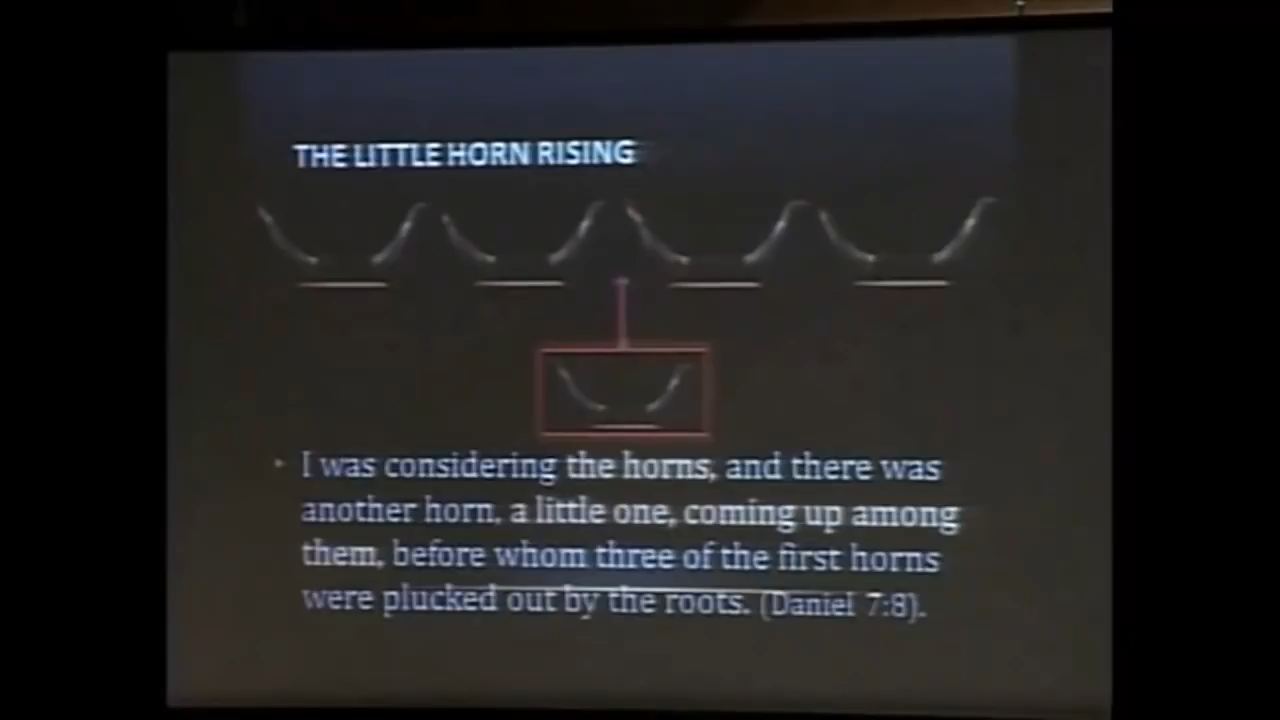 THE LITTLE HORN RISING
I was considering the horns, and there was
another horn, a little one, coming up among
them, before whom three of the first horns
were plucked out by the roots. (Daniel 7:8).